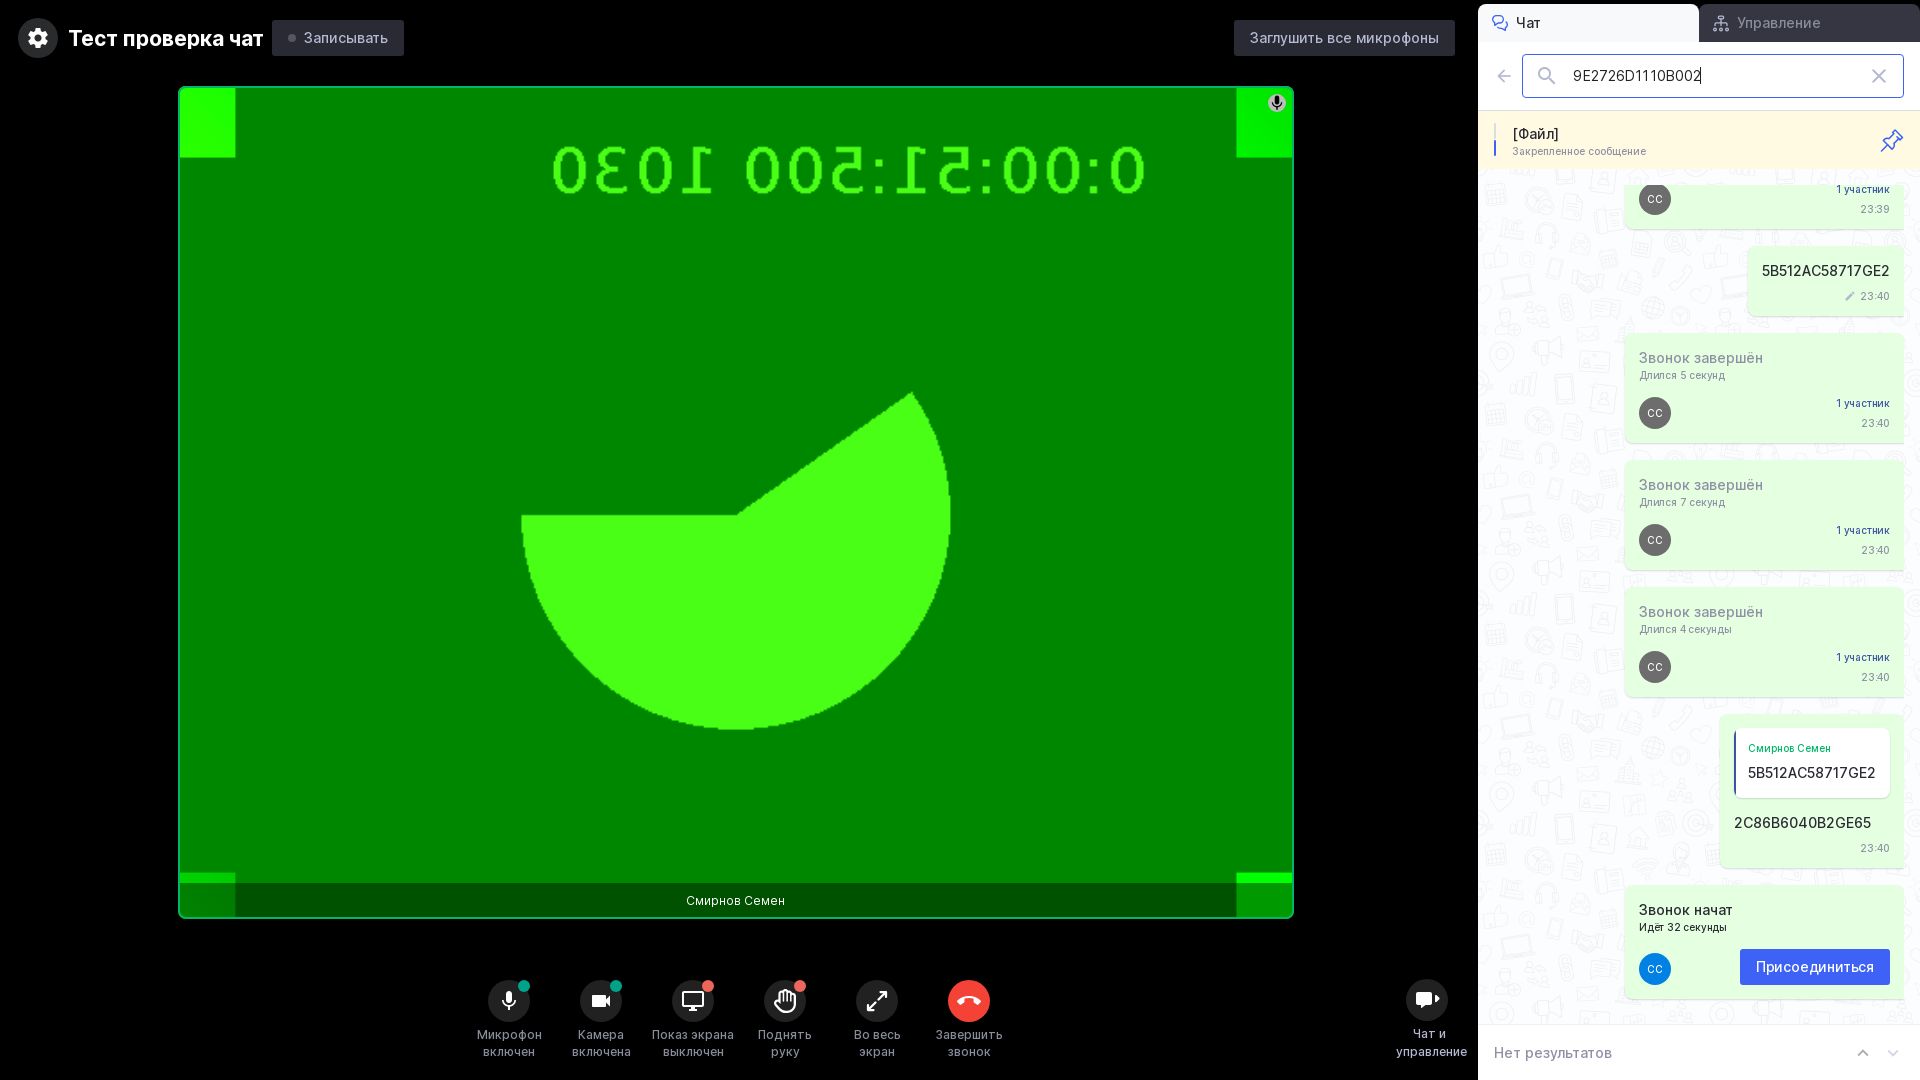 Тест проверка чат
Записывать
Заглушить все микрофоны
0:00:51:500 1030
Смирнов Семен
Микрофон
включен
Камера
включена
Показ экрана
выключен
Поднять
руку
Во весь
экран
Завершить
звонок
Чат и
управление
Чат
Управление
9E2726D1110B002
[Файл]
Закрепленное сообщение
СС
1 участник
23:39
5B512AC58717GE2
23:40
Звонок завершён
Длился 5 секунд
СС
1 участник
23:40
Звонок завершён
Длился 7 секунд
СС
1 участник
23:40
Звонок завершён
Длился 4 секунды
СС
1 участник
23:40
Смирнов Семен
5B512AC58717GE2
2C86B6040B2GE65
23:40
Звонок начат
Идёт 32 секунды
СС
Присоединиться
Нет результатов